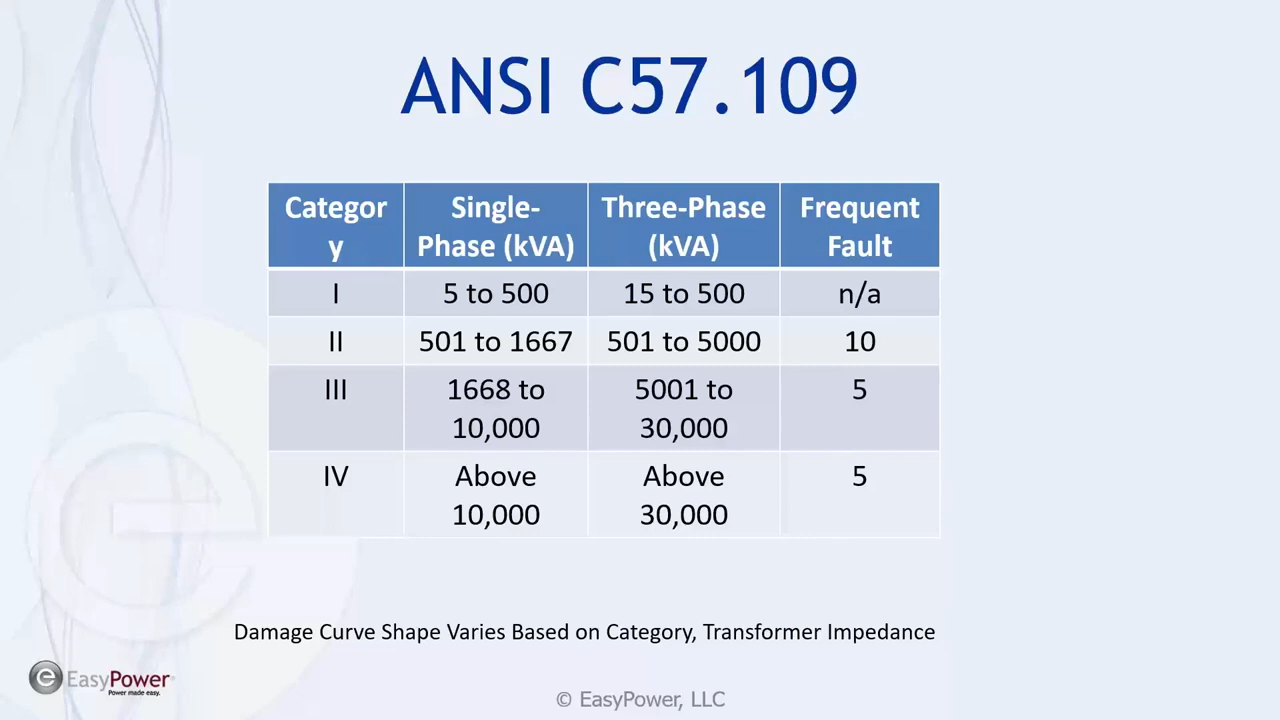 ANSI C57.109
Categor
y
Single-
Phase (kVA)
Three-Phase
(kVA)
Frequent
Fault
I
5 to 500
15 to 500
n/a
II
501 to 1667
501 to 5000
10
III
1668 to
10,000
5001 to
30,000
5
IV
Above
10,000
Above
30,000
5
Damage Curve Shape Varies Based on Category, Transformer Impedance
e EasyPower
Power made easy.
© EasyPower, LLC